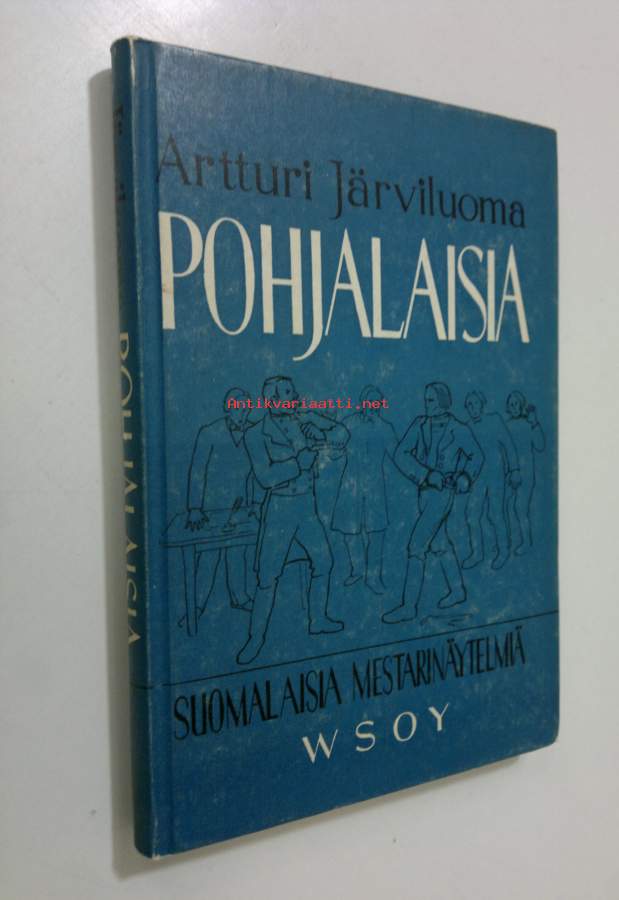 Artturi Järviluoma
POHJALAISIA
Antikvariaatti.net
SUOMALAISIA MESTARINÄYTELMIÄ
WSOY
POHJALAISIA